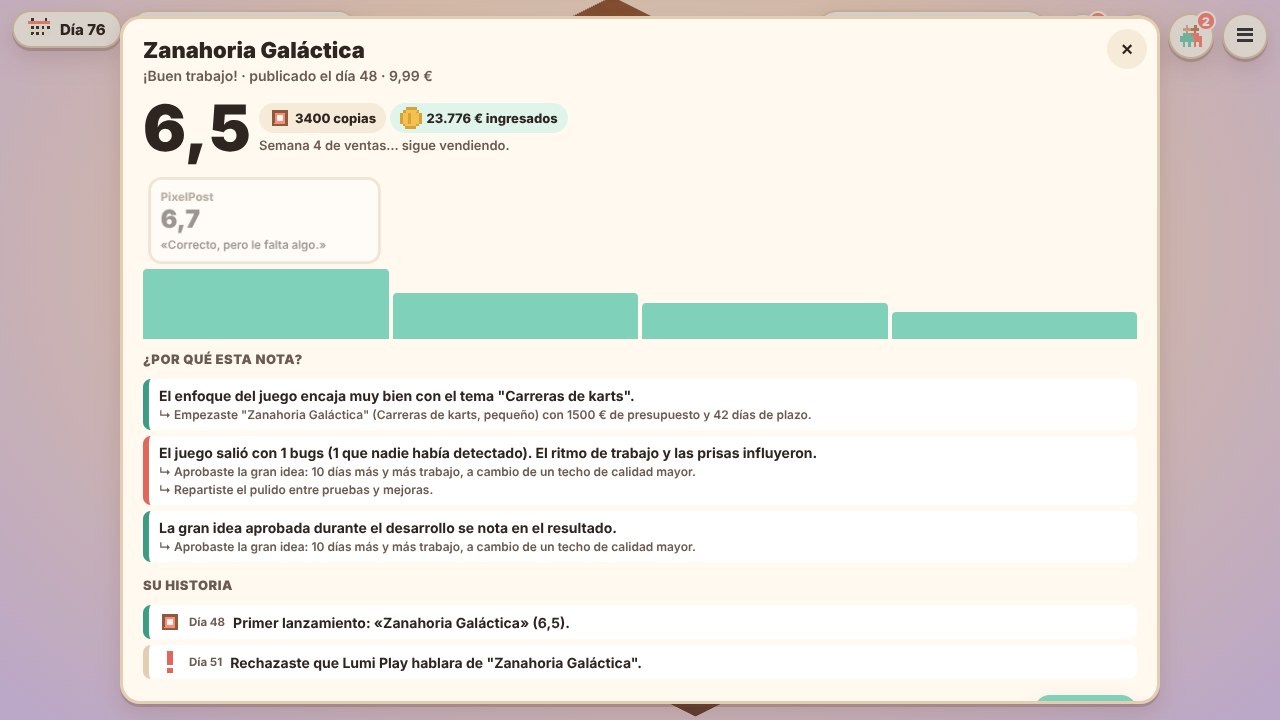 Día 76
2
Zanahoria Galáctica
×
¡Buen trabajo! · publicado el día 48 · 9,99 €
6,5
3400 copias
23.776 € ingresados
Semana 4 de ventas... sigue vendiendo.
PixelPost
6,7
«Correcto, pero le falta algo.»
¿POR QUÉ ESTA NOTA?
El enfoque del juego encaja muy bien con el tema "Carreras de karts".
↳ Empezaste "Zanahoria Galáctica" (Carreras de karts, pequeño) con 1500 € de presupuesto y 42 días de plazo.
El juego salió con 1 bugs (1 que nadie había detectado). El ritmo de trabajo y las prisas influyeron.
↳ Aprobaste la gran idea: 10 días más y más trabajo, a cambio de un techo de calidad mayor.
↳ Repartiste el pulido entre pruebas y mejoras.
La gran idea aprobada durante el desarrollo se nota en el resultado.
↳ Aprobaste la gran idea: 10 días más y más trabajo, a cambio de un techo de calidad mayor.
SU HISTORIA
Día 48 Primer lanzamiento: «Zanahoria Galáctica» (6,5).
Día 51 Rechazaste que Lumi Play hablara de "Zanahoria Galáctica".